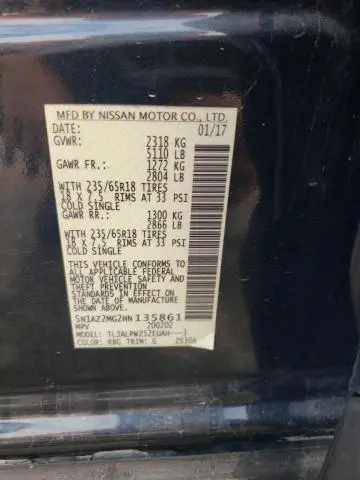 MFD BY NISSAN MOTOR CO., LTD.
DATE: 01/17
GVWR: 2318 KG
5110 LB
GAWR FR.: 1272 KG
2804 LB
WITH 235/65R18 TIRES
18 X 7.5 RIMS AT 33 PSI
COLD SINGLE
GAWR RR.: 1300 KG
2866 LB
WITH 235/65R18 TIRES
18 X 7.5 RIMS AT 33 PSI
COLD SINGLE
THIS VEHICLE CONFORMS TO
ALL APPLICABLE FEDERAL
MOTOR VEHICLE SAFETY
AND THEFT PREVENTION
STANDARDS IN EFFECT ON
THE DATE OF MANUFACTURE
SHOWN ABOVE.
5N1AZ2MG2HN135861
MPV 200202
MODEL: TLJALPWZ52EUAH---J
COLOR: RBG TRIM: G 2530A